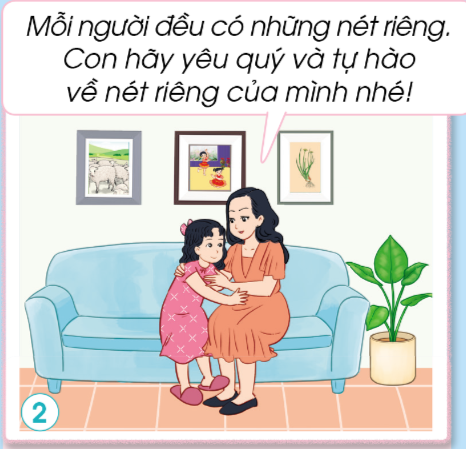 Mỗi người đều có những nét riêng.
Con hãy yêu quý và tự hào
về nét riêng của mình nhé!
2